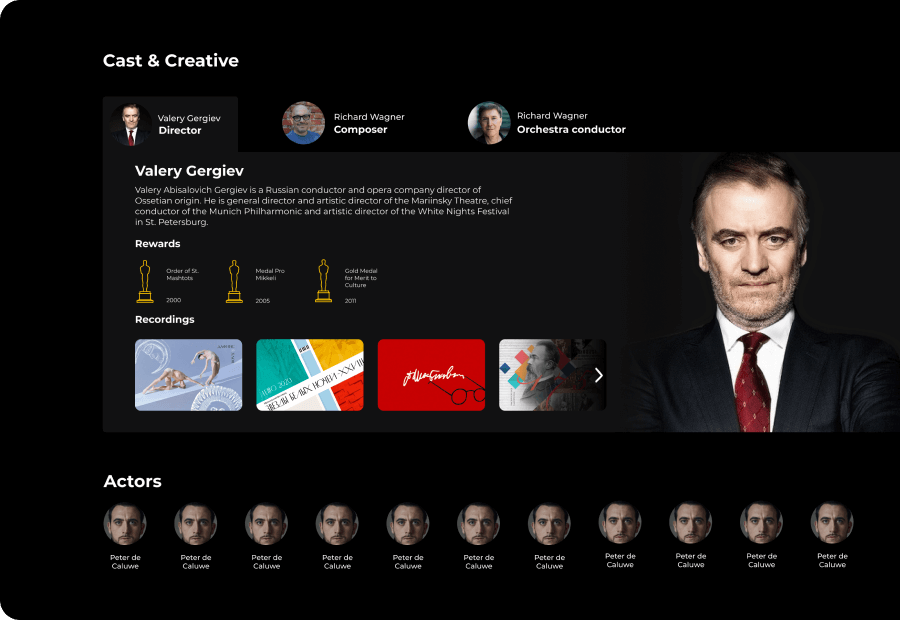 Cast & Creative
Valery Gergiev
Director
Richard Wagner
Composer
Richard Wagner
Orchestra conductor
Valery Gergiev
Valery Abisalovich Gergiev is a Russian conductor and opera company director of
Ossetian origin. He is general director and artistic director of the Mariinsky Theatre, chief
conductor of the Munich Philharmonic and artistic director of the White Nights Festival
in St. Petersburg.
Rewards
Order of St.
Mashtots
2000
Medal Pro
Mikkeli
2005
Gold Medal
for Merit to
Culture
2011
Recordings
Actors
Peter de
Caluwe
Peter de
Caluwe
Peter de
Caluwe
Peter de
Caluwe
Peter de
Caluwe
Peter de
Caluwe
Peter de
Caluwe
Peter de
Caluwe
Peter de
Caluwe
Peter de
Caluwe
Peter de
Caluwe